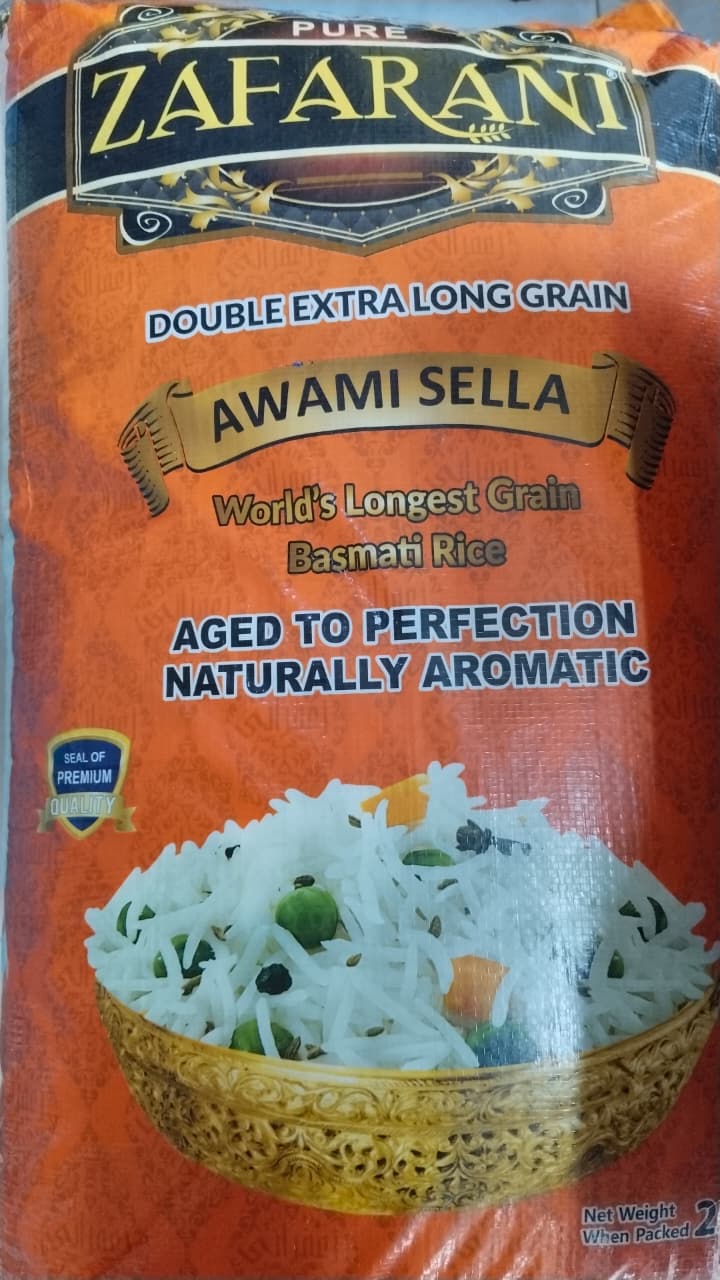 PURE
ZAFARANI®
DOUBLE EXTRA LONG GRAIN
AWAMI SELLA
World's Longest Grain
Basmati Rice
AGED TO PERFECTION
NATURALLY AROMATIC
SEAL OF
PREMIUM
QUALITY
Net Weight
When Packed 2